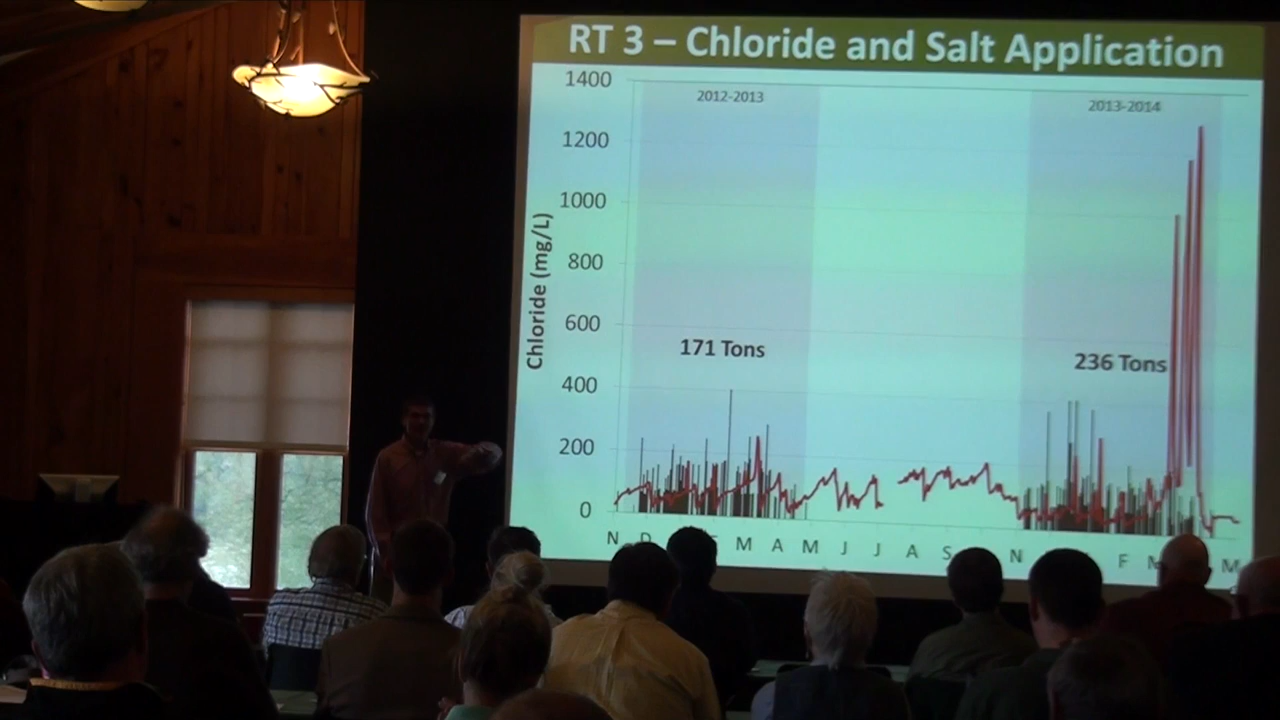 RT 3 – Chloride and Salt Application
1400
2012-2013
2013-2014
1200
1000
800
600
400
200
0
Chloride (mg/L)
171 Tons
236 Tons
N D M A M J J A S N F M M